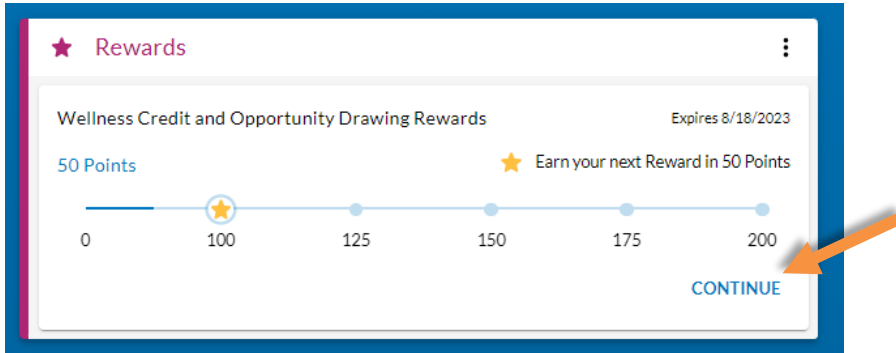 Rewards
Wellness Credit and Opportunity Drawing Rewards
Expires 8/18/2023
50 Points
Earn your next Reward in 50 Points
0 100 125 150 175 200
CONTINUE